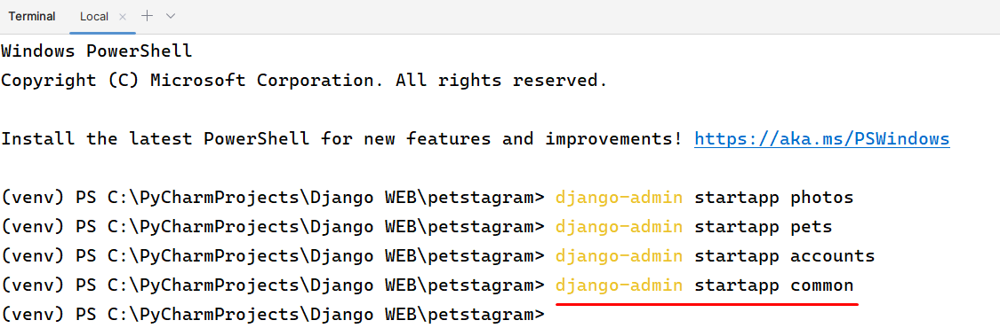 Terminal Local
Windows PowerShell
Copyright (C) Microsoft Corporation. All rights reserved.
Install the latest PowerShell for new features and improvements! https://aka.ms/PSWindows
(venv) PS C:\PyCharmProjects\Django WEB\petstagram> django-admin startapp photos
(venv) PS C:\PyCharmProjects\Django WEB\petstagram> django-admin startapp pets
(venv) PS C:\PyCharmProjects\Django WEB\petstagram> django-admin startapp accounts
(venv) PS C:\PyCharmProjects\Django WEB\petstagram> django-admin startapp common
(venv) PS C:\PyCharmProjects\Django WEB\petstagram>